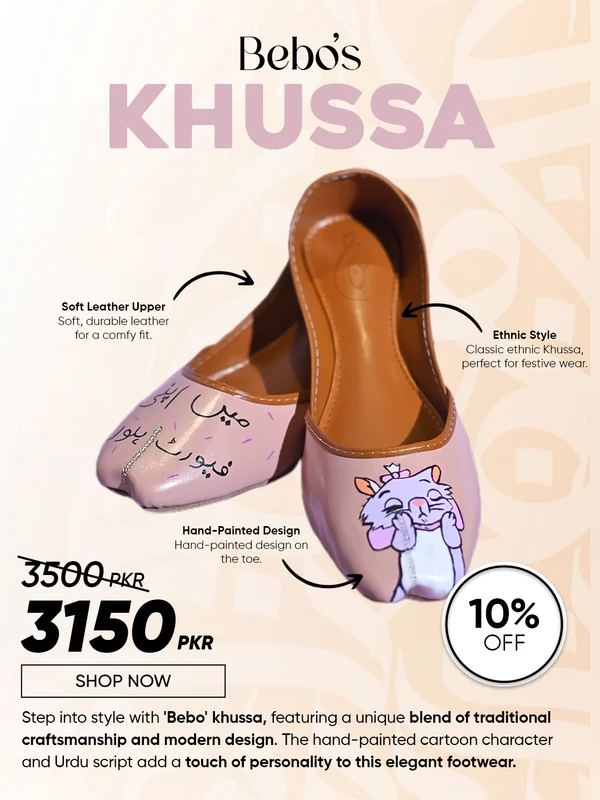 Bebo's
KHUSSA
Soft Leather Upper
Soft, durable leather
for a comfy fit.
Ethnic Style
Classic ethnic Khussa,
perfect for festive wear.
میں اپنی
فیورٹ ہوں
Hand-Painted Design
Hand-painted design on
the toe.
3500 PKR
3150 PKR
10%
OFF
SHOP NOW
Step into style with 'Bebo' khussa, featuring a unique blend of traditional
craftsmanship and modern design. The hand-painted cartoon character
and Urdu script add a touch of personality to this elegant footwear.